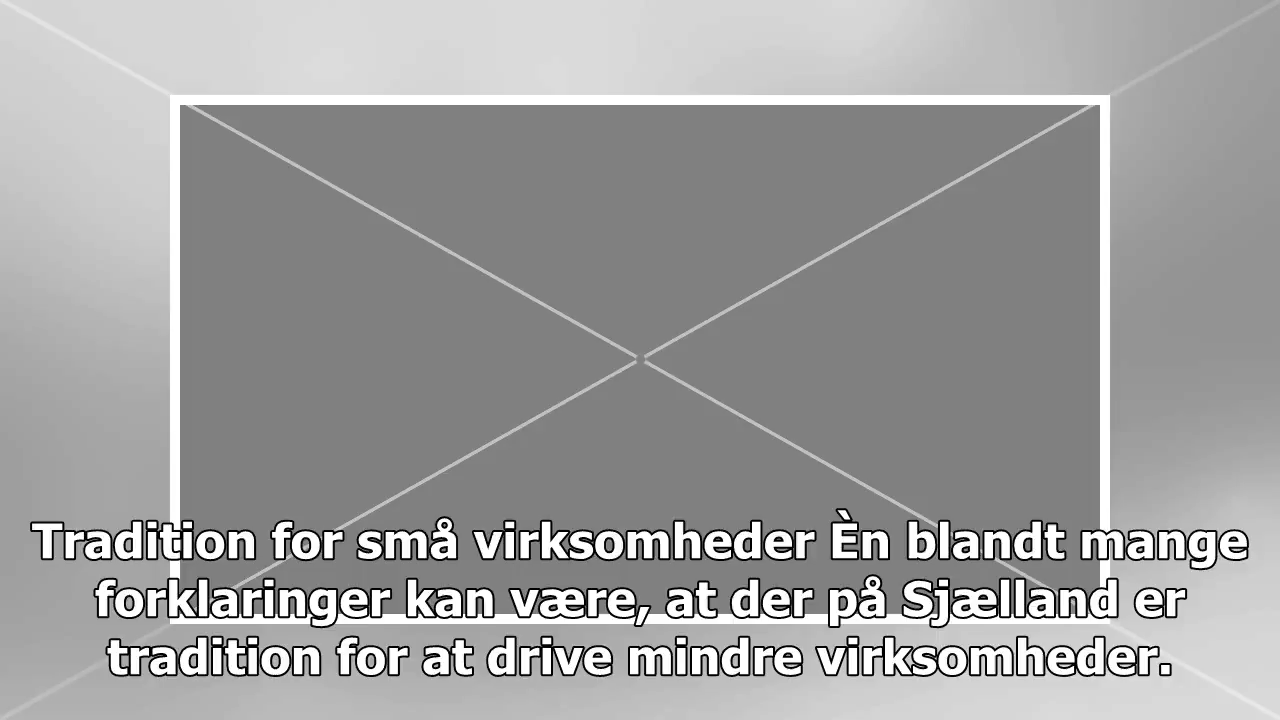 Tradition for små virksomheder Èn blandt mange
forklaringer kan være, at der på Sjælland er
tradition for at drive mindre virksomheder.